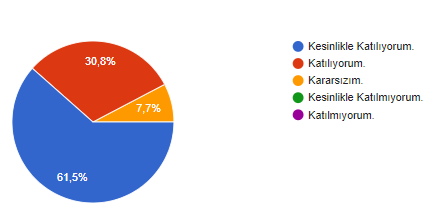 30,8%
7,7%
61,5%
Kesinlikle Katılıyorum.
Katılıyorum.
Kararsızım.
Kesinlikle Katılmıyorum.
Katılmıyorum.